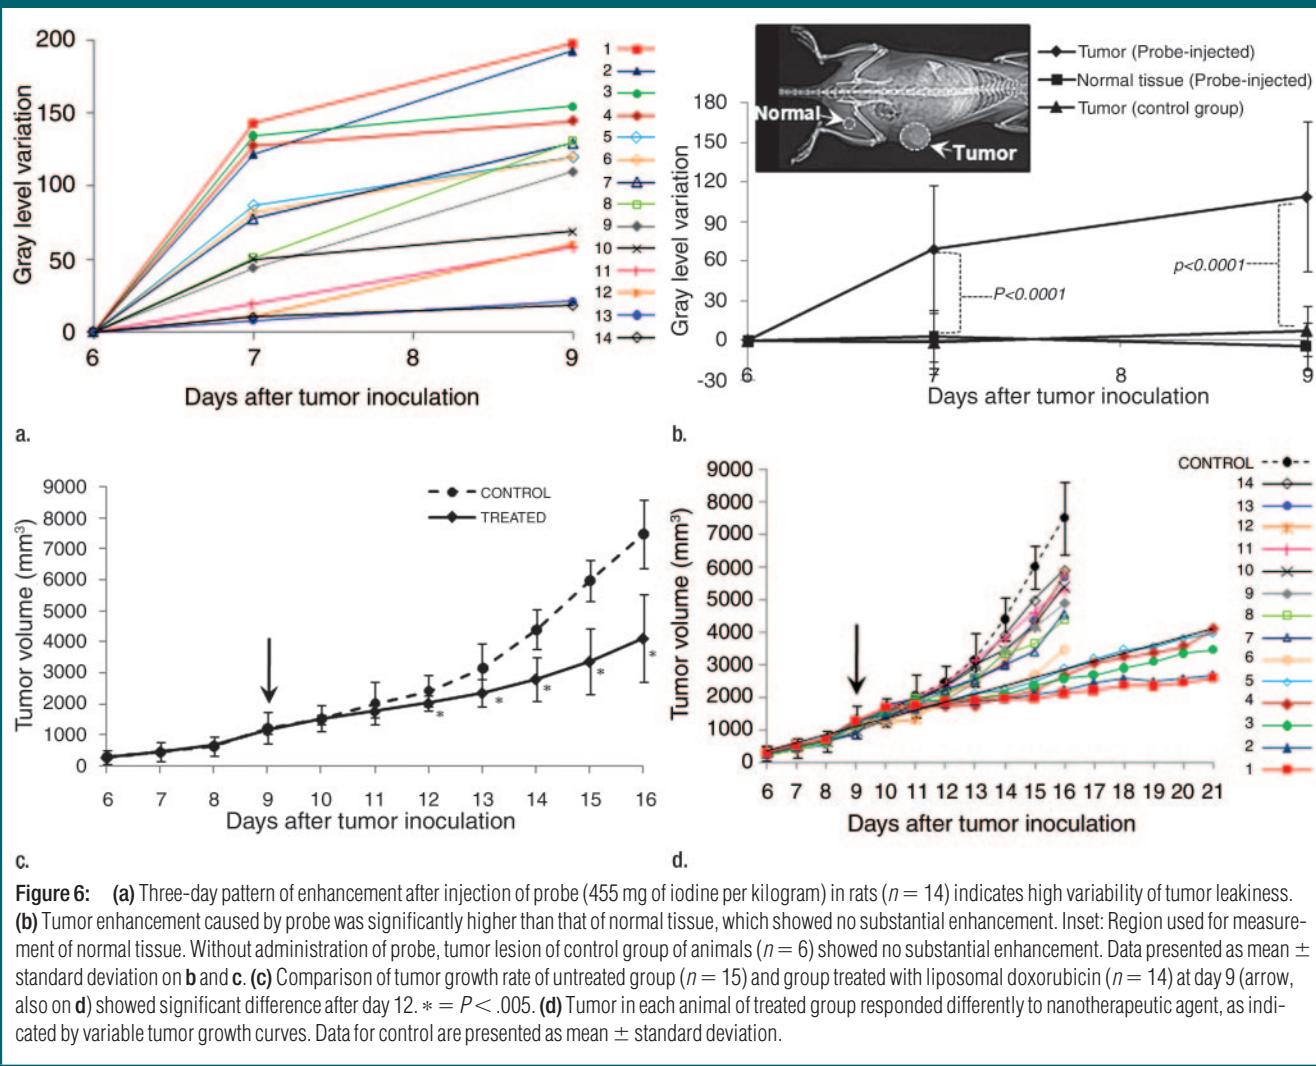 200
150
100
50
0
6
7
8
9
Gray level variation
Days after tumor inoculation
1
2
3
4
5
6
7
8
9
10
11
12
13
14
a.
Tumor (Probe-injected)
Normal tissue (Probe-injected)
Tumor (control group)
Normal
Tumor
180
150
120
90
60
30
0
-30
Gray level variation
P<0.0001
p<0.0001
6
7
8
9
Days after tumor inoculation
b.
9000
8000
7000
6000
5000
4000
3000
2000
1000
0
Tumor volume (mm³)
CONTROL
TREATED
*
*
*
*
*
6 7 8 9 10 11 12 13 14 15 16
Days after tumor inoculation
c.
9000
8000
7000
6000
5000
4000
3000
2000
1000
0
Tumor volume (mm³)
6 7 8 9 10 11 12 13 14 15 16 17 18 19 20 21
Days after tumor inoculation
CONTROL
14
13
12
11
10
9
8
7
6
5
4
3
2
1
d.
Figure 6: (a) Three-day pattern of enhancement after injection of probe (455 mg of iodine per kilogram) in rats (n = 14) indicates high variability of tumor leakiness.
(b) Tumor enhancement caused by probe was significantly higher than that of normal tissue, which showed no substantial enhancement. Inset: Region used for measure-
ment of normal tissue. Without administration of probe, tumor lesion of control group of animals (n = 6) showed no substantial enhancement. Data presented as mean ±
standard deviation on b and c. (c) Comparison of tumor growth rate of untreated group (n = 15) and group treated with liposomal doxorubicin (n = 14) at day 9 (arrow,
also on d) showed significant difference after day 12. * = P < .005. (d) Tumor in each animal of treated group responded differently to nanotherapeutic agent, as indi-
cated by variable tumor growth curves. Data for control are presented as mean ± standard deviation.